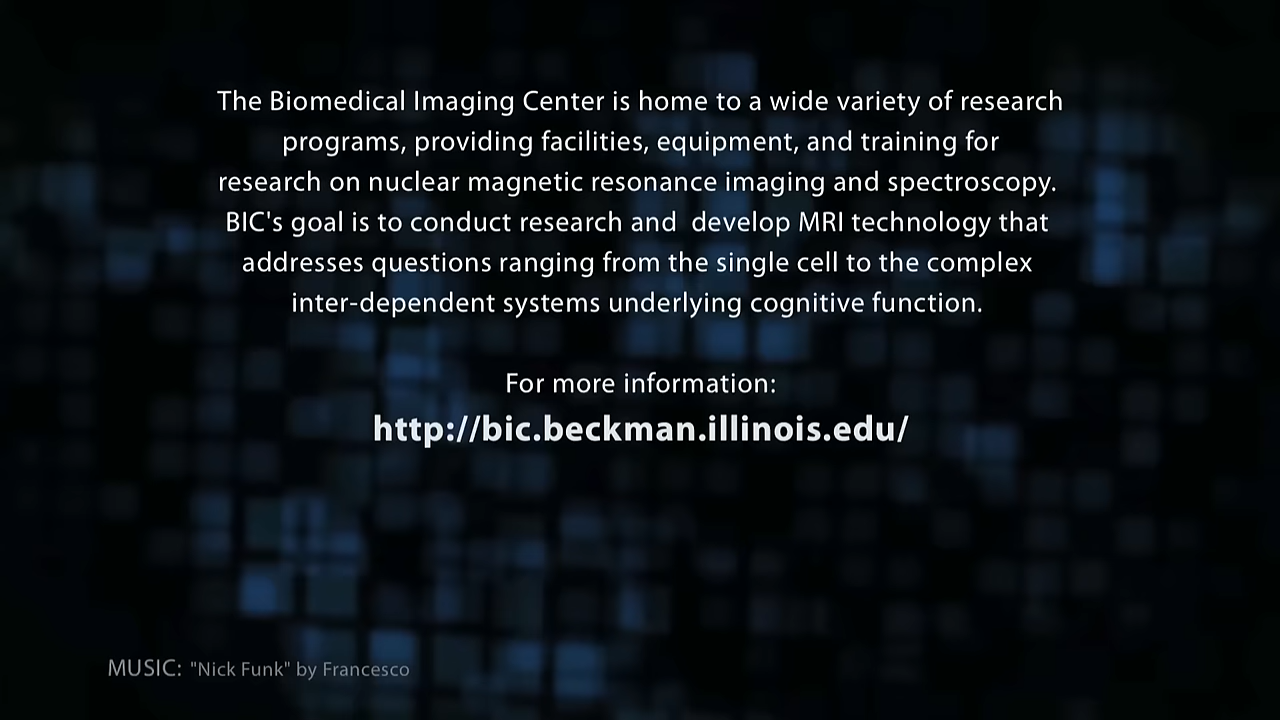 The Biomedical Imaging Center is home to a wide variety of research
programs, providing facilities, equipment, and training for
research on nuclear magnetic resonance imaging and spectroscopy.
BIC's goal is to conduct research and  develop MRI technology that
addresses questions ranging from the single cell to the complex
inter-dependent systems underlying cognitive function.
For more information:
http://bic.beckman.illinois.edu/
MUSIC: "Nick Funk" by Francesco